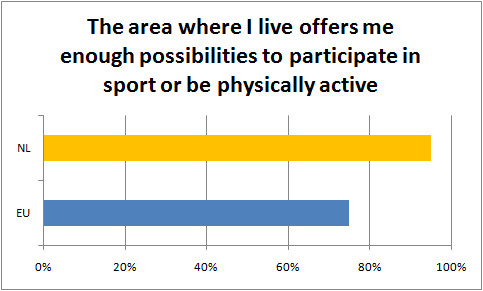 The area where I live offers me
enough possibilities to participate in
sport or be physically active
NL
EU
0% 20% 40% 60% 80% 100%